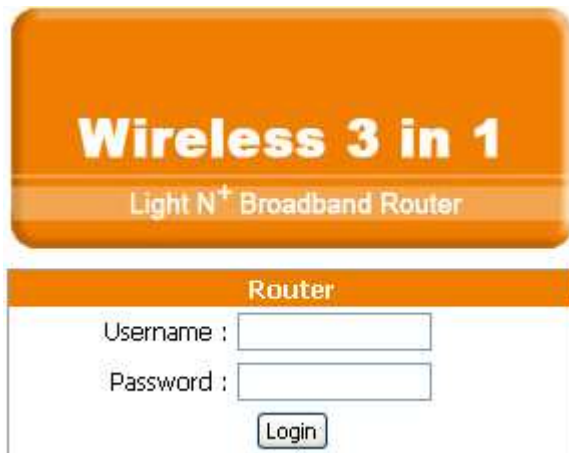 Wireless 3 in 1
Light N+ Broadband Router
Router
Username :
Password :
Login